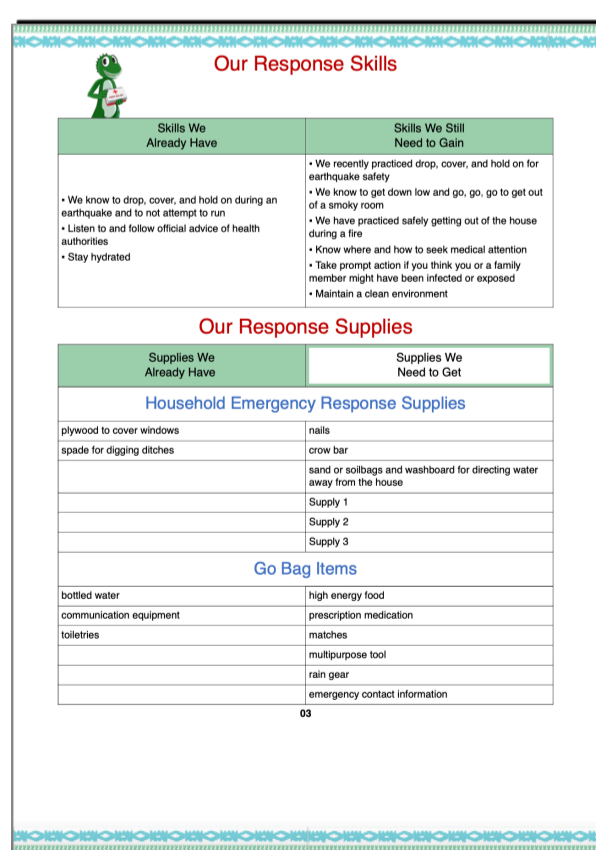 Our Response Skills
Skills We
Already Have
Skills We Still
Need to Gain
• We know to drop, cover, and hold on during an
earthquake and to not attempt to run
• Listen to and follow official advice of health
authorities
• Stay hydrated
• We recently practiced drop, cover, and hold on for
earthquake safety
• We know to get down low and go, go, go to get out
of a smoky room
• We have practiced safely getting out of the house
during a fire
• Know where and how to seek medical attention
• Take prompt action if you think you or a family
member might have been infected or exposed
• Maintain a clean environment
Our Response Supplies
Supplies We
Already Have
Supplies We
Need to Get
Household Emergency Response Supplies
plywood to cover windows
nails
spade for digging ditches
crow bar
sand or soilbags and washboard for directing water
away from the house
Supply 1
Supply 2
Supply 3
Go Bag Items
bottled water
high energy food
communication equipment
prescription medication
toiletries
matches
multipurpose tool
rain gear
emergency contact information
03